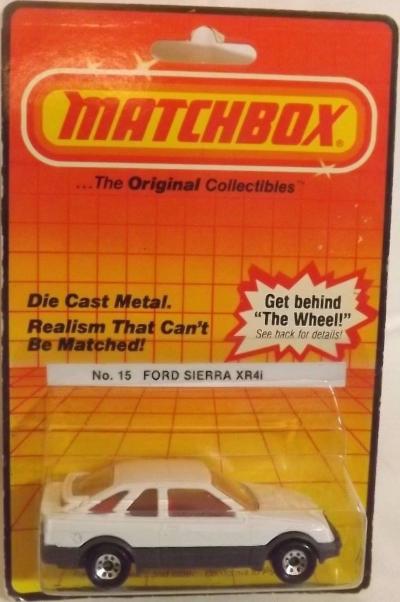 MATCHBOX®
...The Original Collectibles™
Die Cast Metal.
Realism That Can't
Be Matched!
Get behind
"The Wheel!"
See back for details!
No. 15 FORD SIERRA XR4i